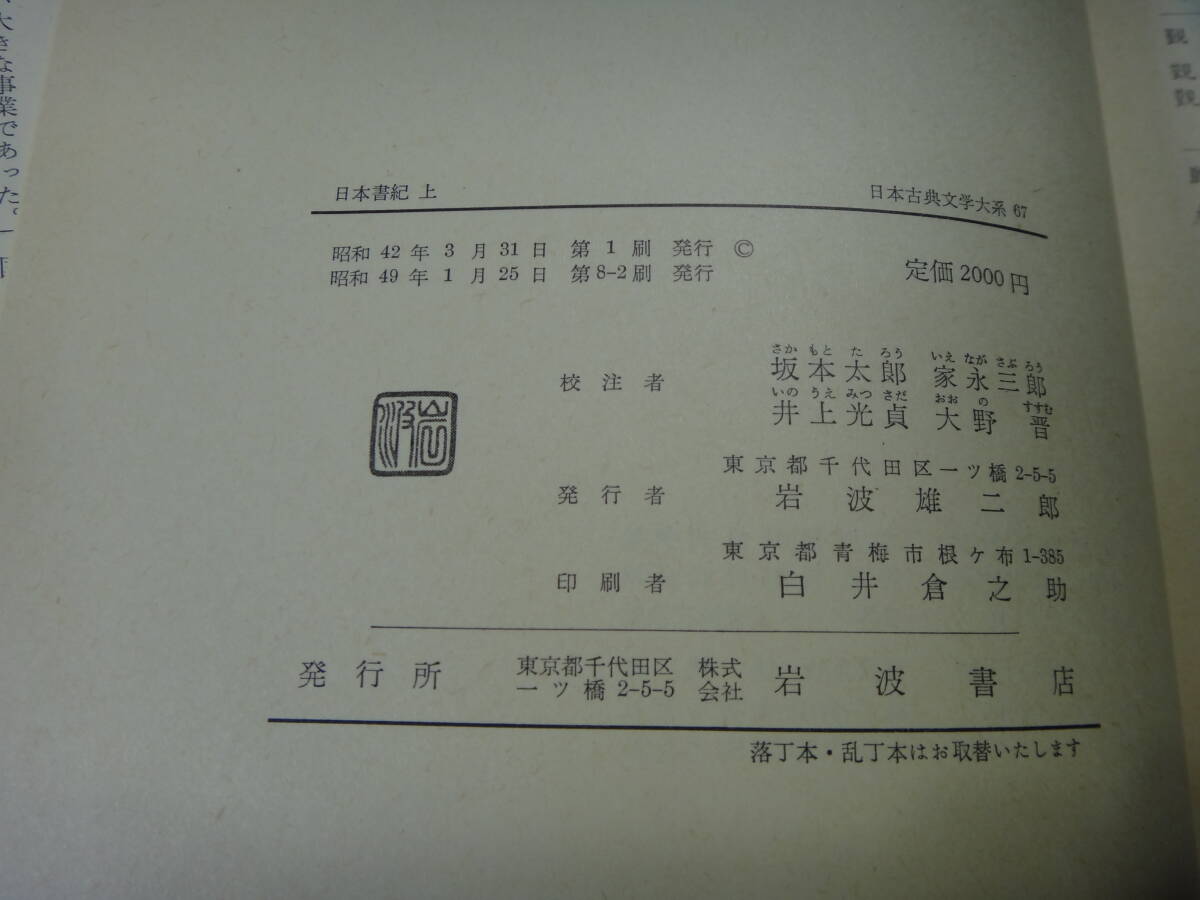 大きな事業であった。
日本書紀 上
日本古典文学大系 67
昭和 42 年 3 月 31 日 第 1 刷 発行 ©
昭和 49 年 1 月 25 日 第 8-2 刷 発行
定価 2000 円
さか もと た ろう いえ なが さぶ ろう
校注者 坂本太郎 家永三郎
いの うえ みつ さだ おお の すすむ
井上光貞 大野晋
岩波
東京都千代田区一ツ橋 2-5-5
発行者 岩波雄二郎
東京都青梅市根ヶ布 1-385
印刷者 白井倉之助
発行所 東京都千代田区 株式 岩波書店
一ツ橋 2-5-5 会社
落丁本・乱丁本はお取替いたします